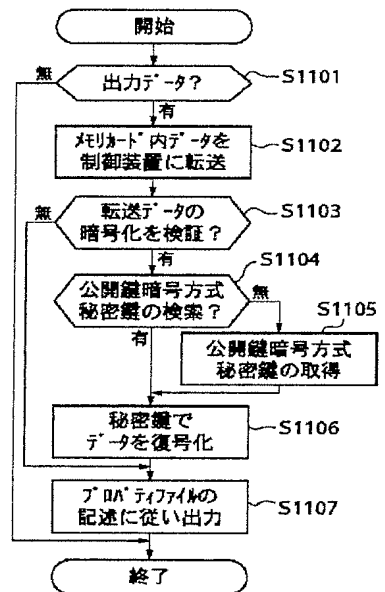 開始
無
出力データ?
S1101
有
メモリカード内データを
制御装置に転送
S1102
無
転送データの
暗号化を検証?
S1103
有
S1104
公開鍵暗号方式
秘密鍵の検索?
無
有
S1105
公開鍵暗号方式
秘密鍵の取得
秘密鍵で
データを復号化
S1106
プロパティファイルの
記述に従い出力
S1107
終了